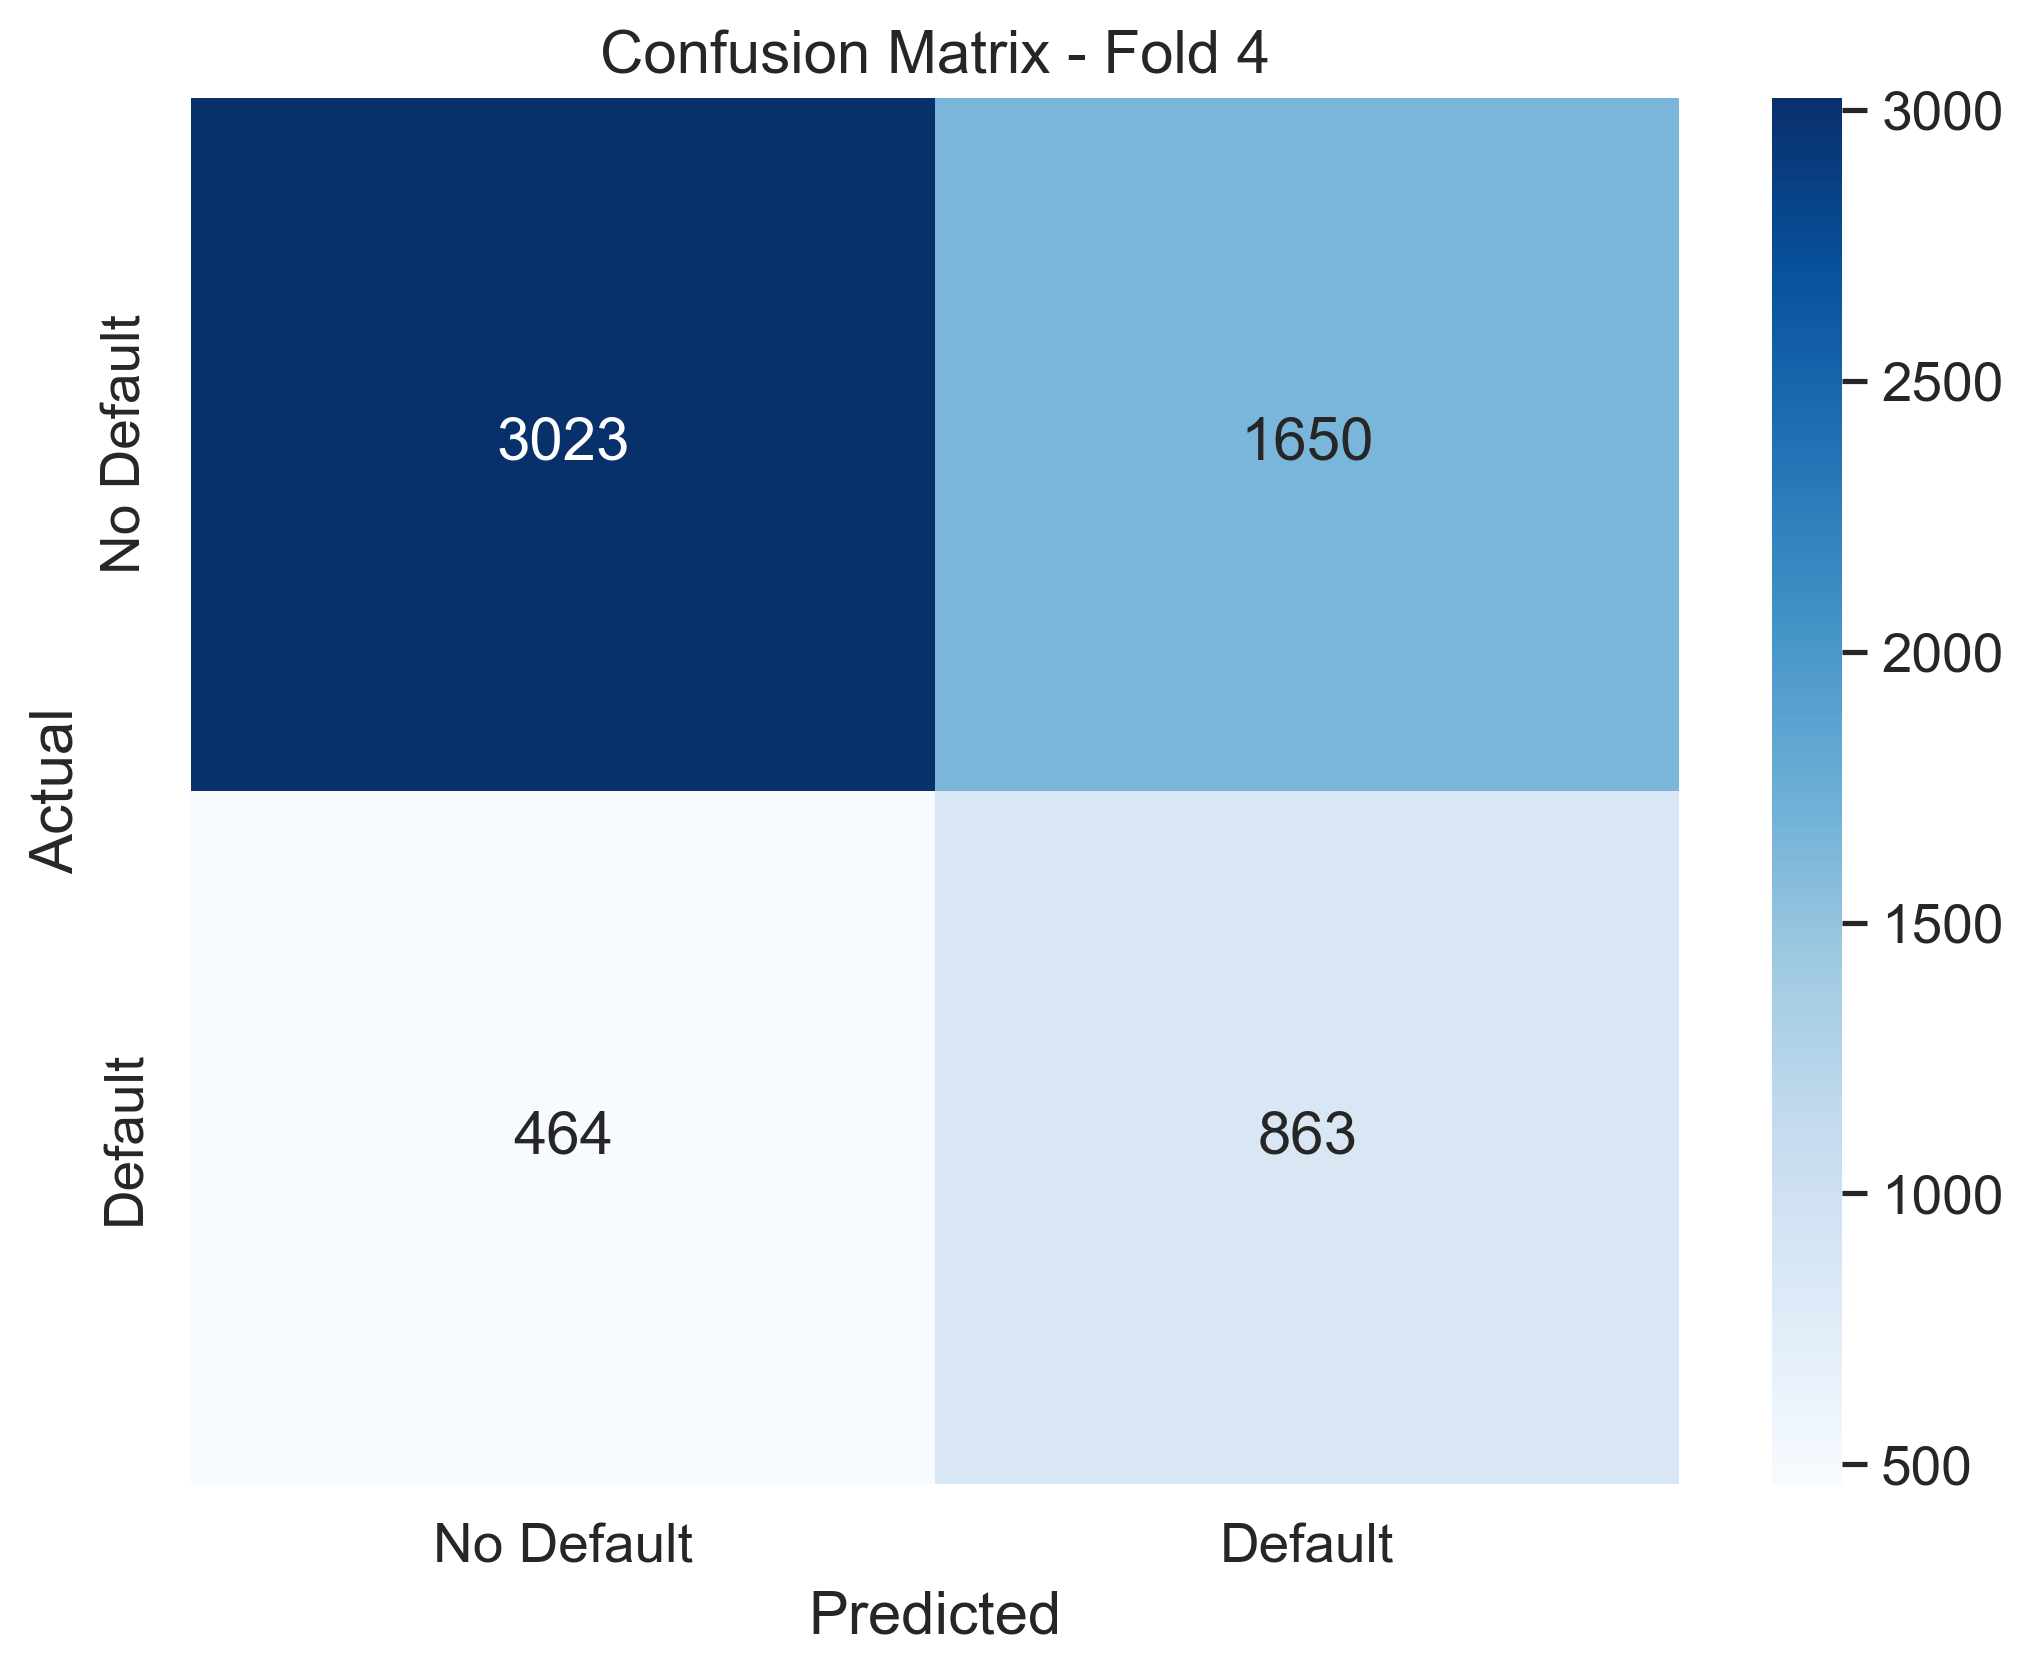 Confusion Matrix - Fold 4
Actual
No Default
Default
3023
1650
464
863
No Default
Default
Predicted
3000
2500
2000
1500
1000
500